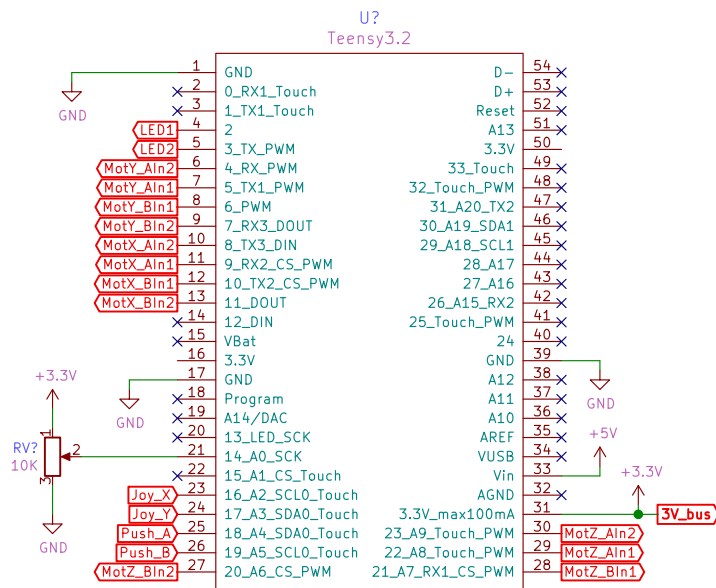 U?
Teensy3.2
1 GND D- 54
2 0_RX1_Touch D+ 53
3 1_TX1_Touch Reset 52
LED1 4 2 A13 51
LED2 5 3_TX_PWM 3.3V 50
MotY_AIn2 6 4_RX_PWM 33_Touch 49
MotY_AIn1 7 5_TX1_PWM 32_Touch_PWM 48
MotY_BIn1 8 6_PWM 31_A20_TX2 47
MotY_BIn2 9 7_RX3_DOUT 30_A19_SDA1 46
MotX_AIn2 10 8_TX3_DIN 29_A18_SCL1 45
MotX_AIn1 11 9_RX2_CS_PWM 28_A17 44
MotX_BIn1 12 10_TX2_CS_PWM 27_A16 43
MotX_BIn2 13 11_DOUT 26_A15_RX2 42
14 12_DIN 25_Touch_PWM 41
15 VBat 24 40
16 3.3V GND 39
17 GND A12 38
18 Program A11 37
19 A14/DAC A10 36
20 13_LED_SCK AREF 35
21 14_A0_SCK VUSB 34
22 15_A1_CS_Touch Vin 33
Joy_X 23 16_A2_SCL0_Touch AGND 32
Joy_Y 24 17_A3_SDA0_Touch 3.3V_max100mA 31 3V_bus
Push_A 25 18_A4_SDA0_Touch 23_A9_Touch_PWM 30 MotZ_AIn2
Push_B 26 19_A5_SCL0_Touch 22_A8_Touch_PWM 29 MotZ_AIn1
MotZ_BIn2 27 20_A6_CS_PWM 21_A7_RX1_CS_PWM 28 MotZ_BIn1
GND
GND
GND
+5V
+3.3V
+3.3V
1
RV?
10K
2
3
GND